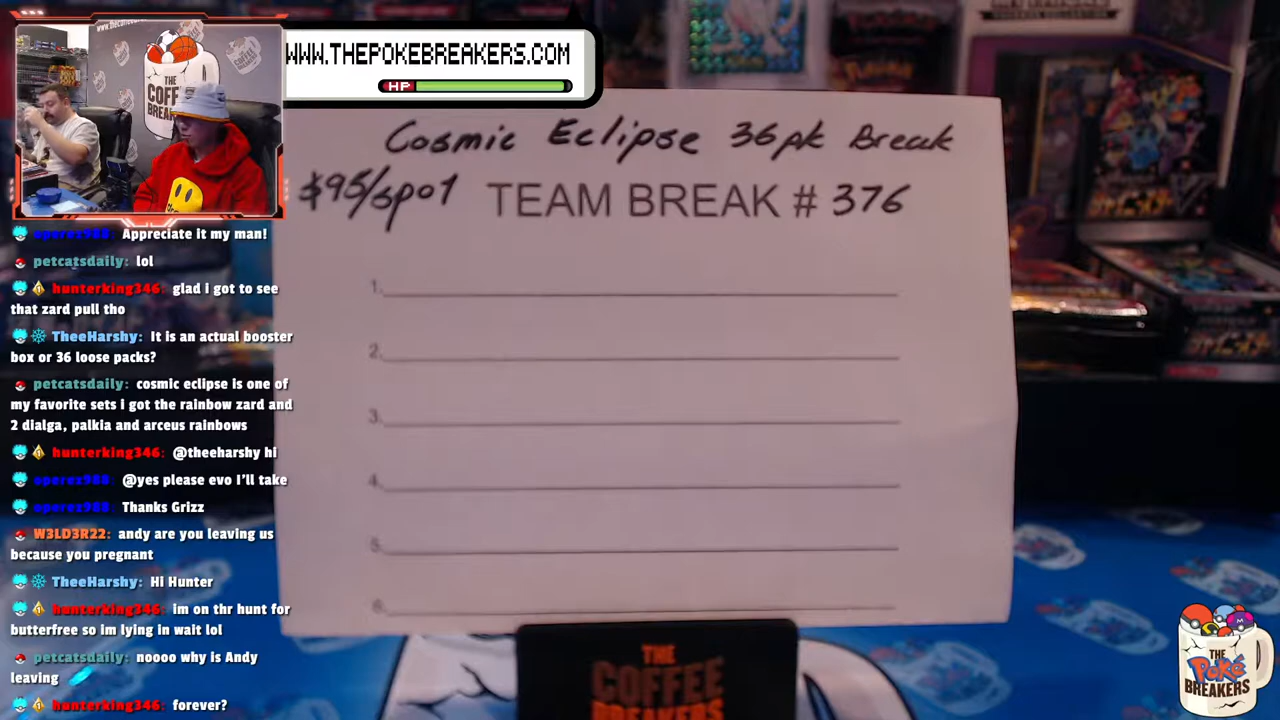 WWW.THEPOKEBREAKERS.COM
HP
THE
COFF
BREAK
Cosmic Eclipse 36pk Break
$95/spot TEAM BREAK # 376
1.
2.
3.
4.
5.
6.
operez988: Appreciate it my man!
petcatsdaily: lol
hunterking346: glad i got to see
that zard pull tho
TheeHarshy: It is an actual booster
box or 36 loose packs?
petcatsdaily: cosmic eclipse is one of
my favorite sets i got the rainbow zard and
2 dialga, palkia and arceus rainbows
hunterking346: @theeharshy hi
operez988: @yes please evo I'll take
operez988: Thanks Grizz
W3LD3R22: andy are you leaving us
because you pregnant
TheeHarshy: Hi Hunter
hunterking346: im on thr hunt for
butterfree so im lying in wait lol
petcatsdaily: noooo why is Andy
leaving
hunterking346: forever?
THE
COFFEE
BREAKERS
THE
Poké
BREAKERS